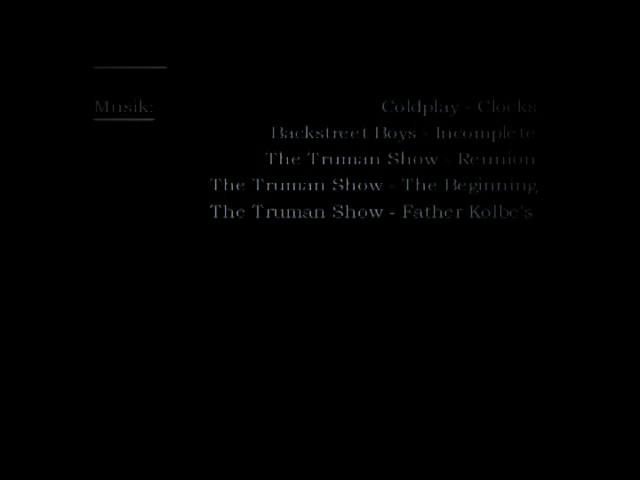 Musik: Coldplay - Clocks
Backstreet Boys - Incomplete
The Truman Show - Reunion
The Truman Show - The Beginning
The Truman Show - Father Kolbe's